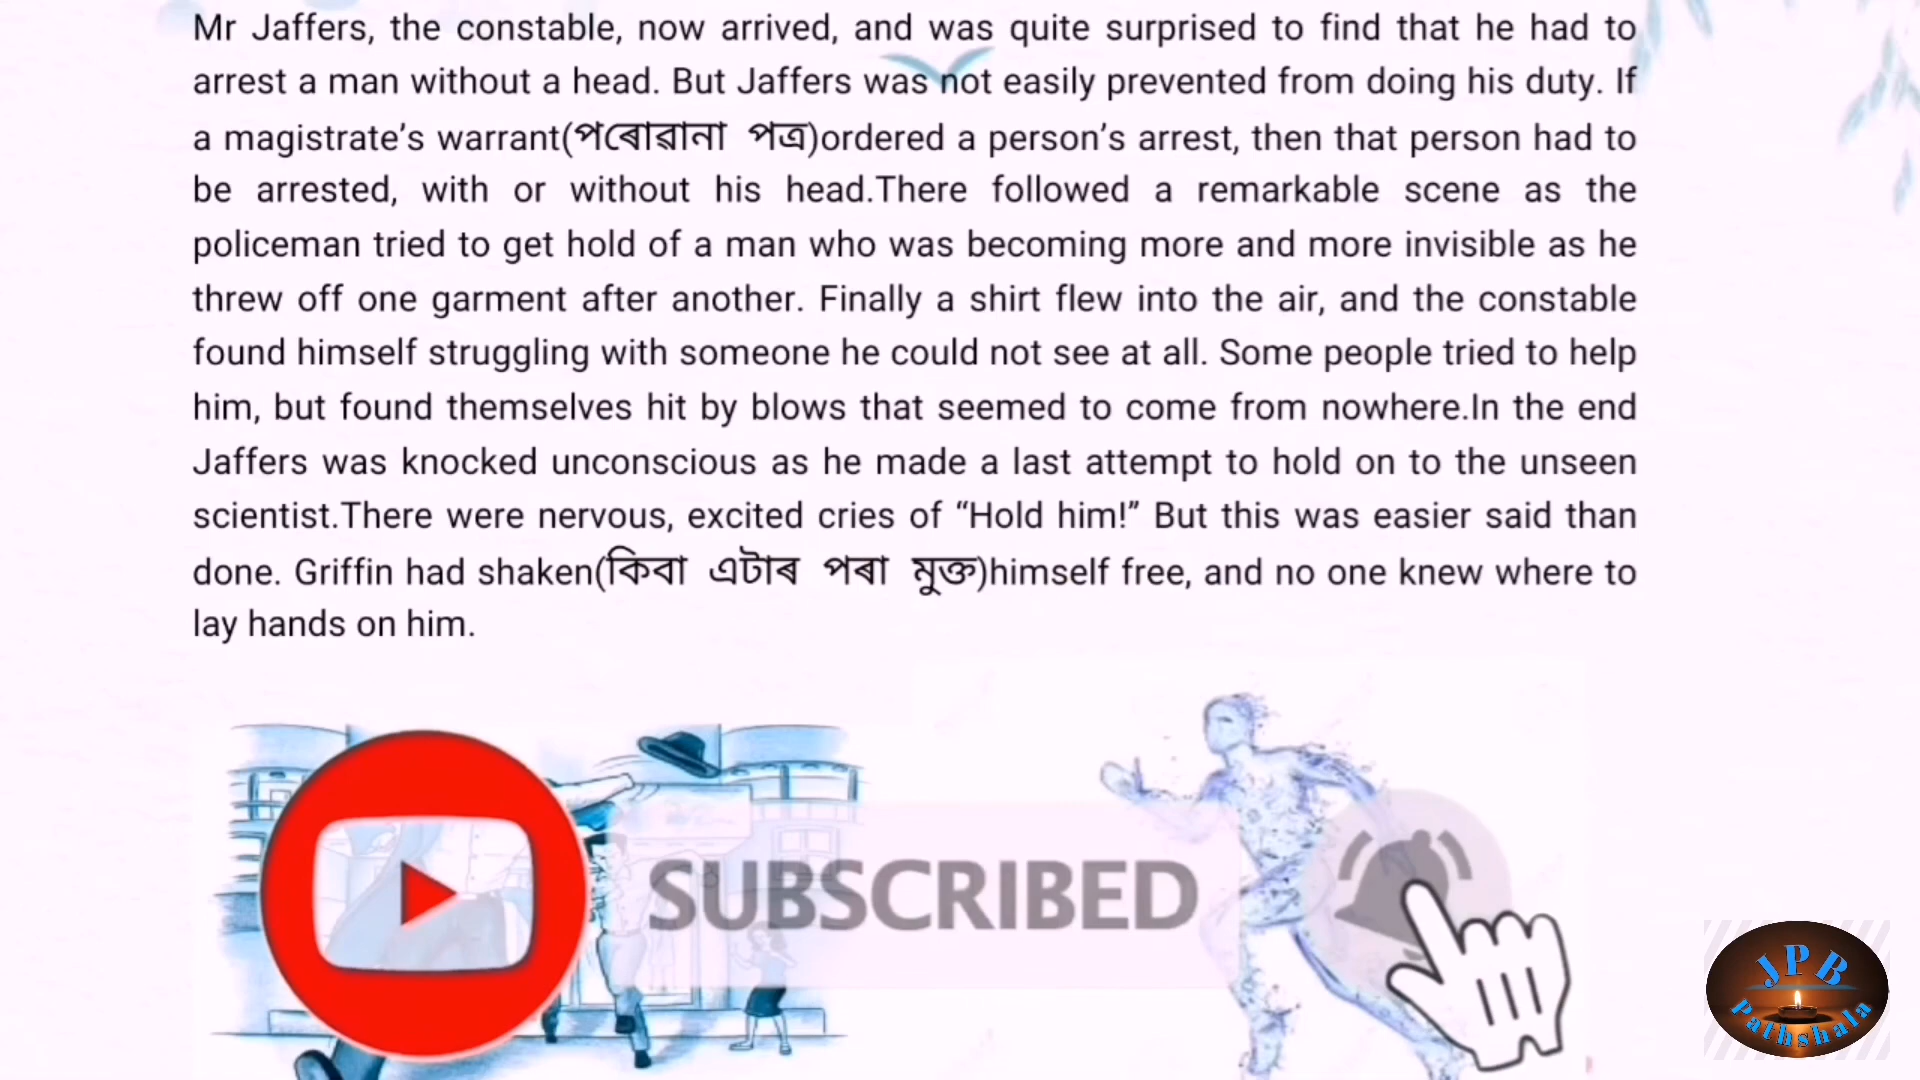 Mr Jaffers, the constable, now arrived, and was quite surprised to find that he had to
arrest a man without a head. But Jaffers was not easily prevented from doing his duty. If
a magistrate’s warrant(পৰোৱানা পত্ৰ)ordered a person’s arrest, then that person had to
be arrested, with or without his head.There followed a remarkable scene as the
policeman tried to get hold of a man who was becoming more and more invisible as he
threw off one garment after another. Finally a shirt flew into the air, and the constable
found himself struggling with someone he could not see at all. Some people tried to help
him, but found themselves hit by blows that seemed to come from nowhere.In the end
Jaffers was knocked unconscious as he made a last attempt to hold on to the unseen
scientist.There were nervous, excited cries of “Hold him!” But this was easier said than
done. Griffin had shaken(কিবা এটাৰ পৰা মুক্ত)himself free, and no one knew where to
lay hands on him.
SUBSCRIBED
JPB
Pathshala